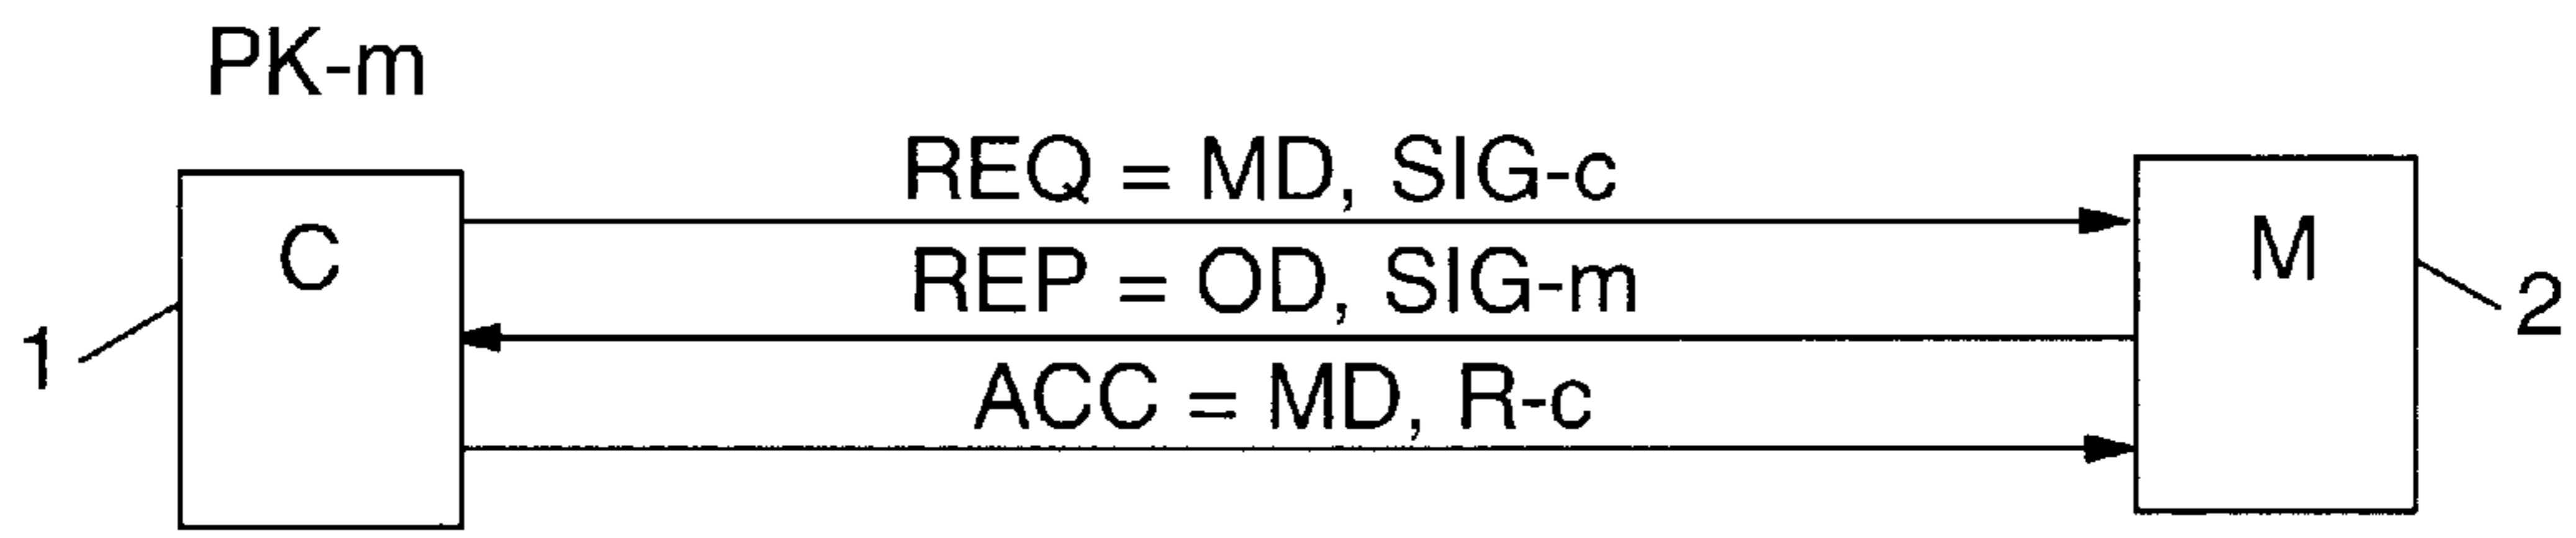 PK-m
REQ = MD, SIG-c
C
M
REP = OD, SIG-m
1
2
ACC = MD, R-c